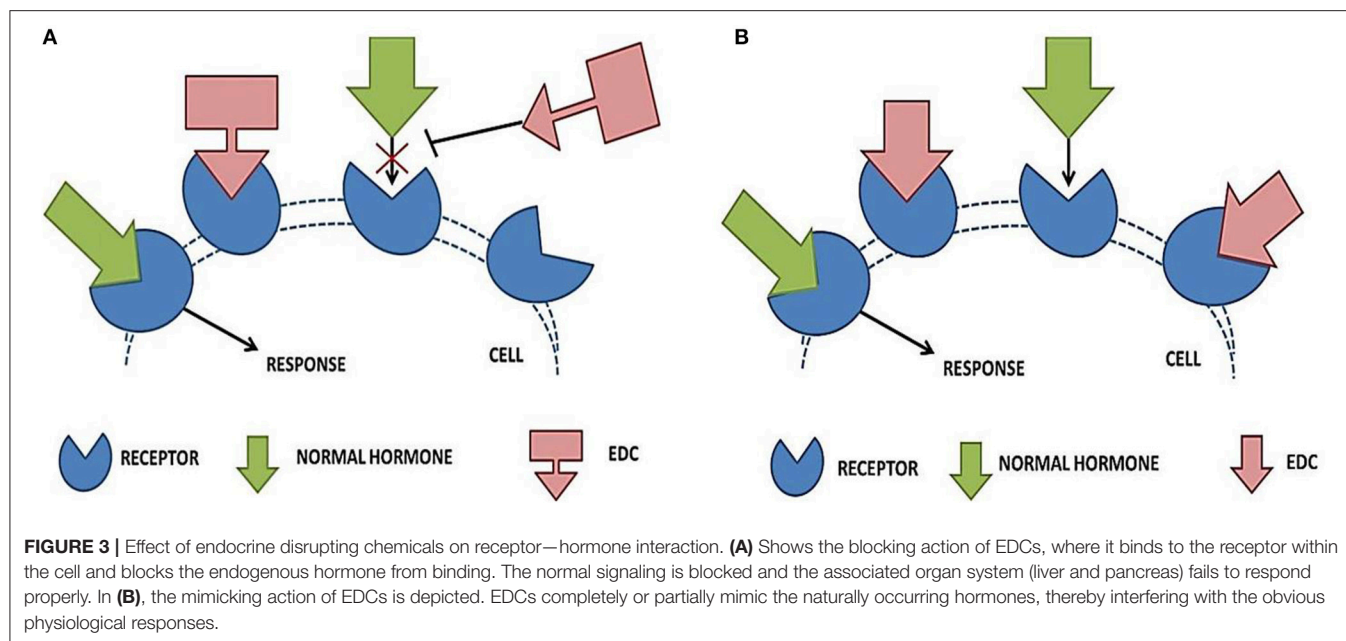 A
B
RESPONSE
CELL
RESPONSE
CELL
RECEPTOR
NORMAL HORMONE
EDC
RECEPTOR
NORMAL HORMONE
EDC
FIGURE 3 | Effect of endocrine disrupting chemicals on receptor—hormone interaction. (A) Shows the blocking action of EDCs, where it binds to the receptor within
the cell and blocks the endogenous hormone from binding. The normal signaling is blocked and the associated organ system (liver and pancreas) fails to respond
properly. In (B), the mimicking action of EDCs is depicted. EDCs completely or partially mimic the naturally occurring hormones, thereby interfering with the obvious
physiological responses.